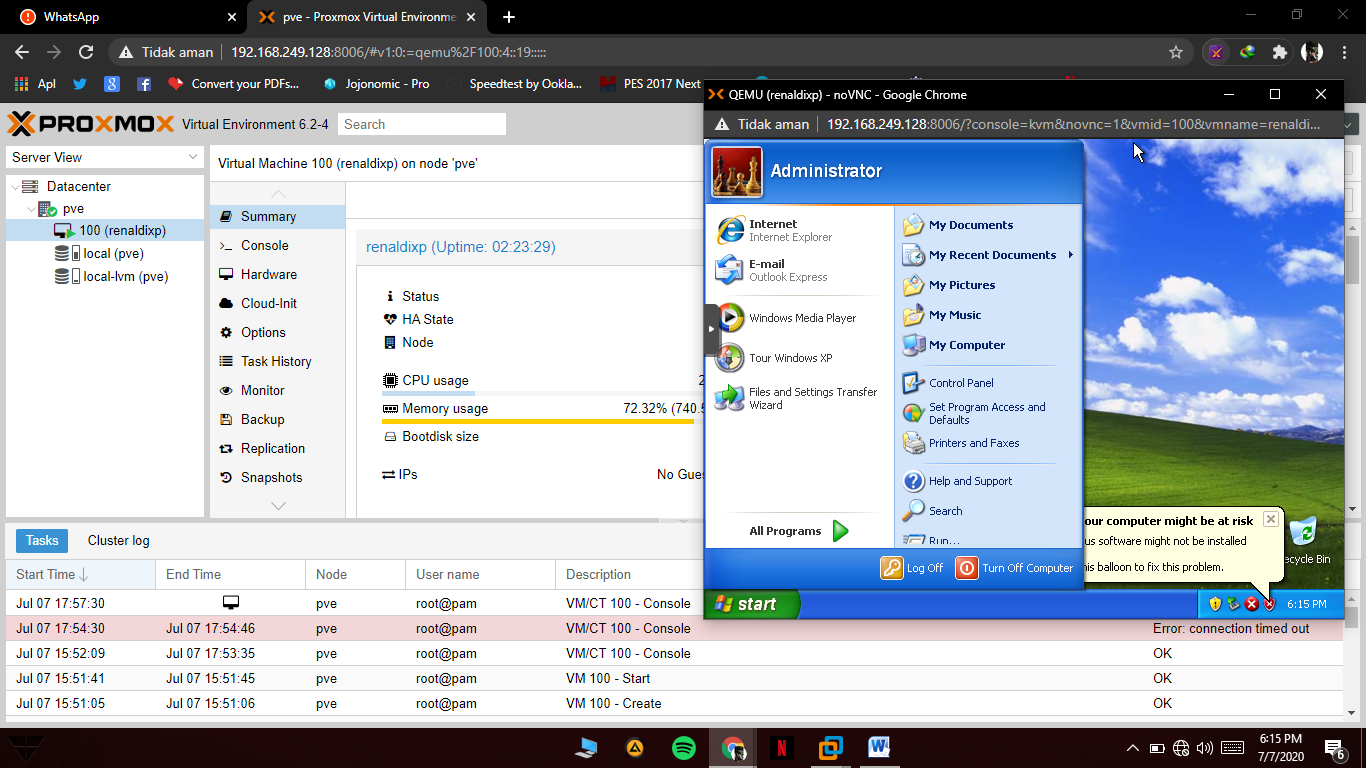 WhatsApp
pve - Proxmox Virtual Environme
Tidak aman
192.168.249.128:8006/#v1:0:=qemu%2F100:4::19:::::
Apl
Convert your PDFs...
Jojonomic - Pro
Speedtest by Ookla...
PES 2017 Next
PROXMOX
Virtual Environment 6.2-4
Search
Server View
Datacenter
pve
100 (renaldixp)
local (pve)
local-lvm (pve)
Virtual Machine 100 (renaldixp) on node 'pve'
Summary
Console
Hardware
Cloud-Init
Options
Task History
Monitor
Backup
Replication
Snapshots
renaldixp (Uptime: 02:23:29)
Status
HA State
Node
CPU usage
2
Memory usage
72.32% (740.5
Bootdisk size
IPs
No Gues
QEMU (renaldixp) - noVNC - Google Chrome
Tidak aman
192.168.249.128:8006/?console=kvm&novnc=1&vmid=100&vmname=renaldi...
Administrator
Internet
Internet Explorer
E-mail
Outlook Express
Windows Media Player
Tour Windows XP
Files and Settings Transfer
Wizard
All Programs
My Documents
My Recent Documents
My Pictures
My Music
My Computer
Control Panel
Set Program Access and
Defaults
Printers and Faxes
Help and Support
Search
Run...
Log Off
Turn Off Computer
our computer might be at risk
us software might not be installed
his balloon to fix this problem.
ecycle Bin
start
6:15 PM
Tasks
Cluster log
Start Time
End Time
Node
User name
Description
Jul 07 17:57:30
pve
root@pam
VM/CT 100 - Console
Jul 07 17:54:30
Jul 07 17:54:46
pve
root@pam
VM/CT 100 - Console
Error: connection timed out
Jul 07 15:52:09
Jul 07 17:53:35
pve
root@pam
VM/CT 100 - Console
OK
Jul 07 15:51:41
Jul 07 15:51:45
pve
root@pam
VM 100 - Start
OK
Jul 07 15:51:05
Jul 07 15:51:06
pve
root@pam
VM 100 - Create
OK
6:15 PM
7/7/2020
6